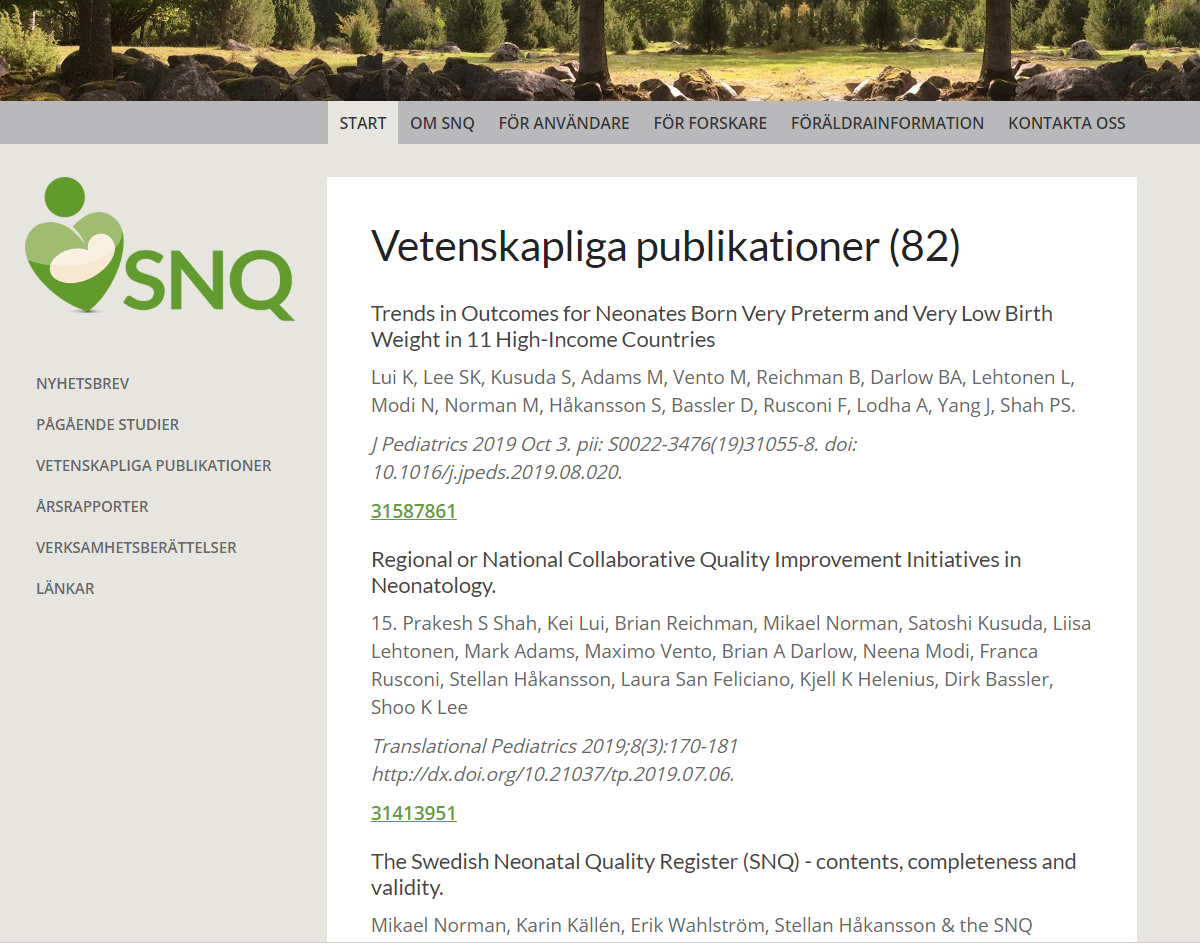 START OM SNQ FÖR ANVÄNDARE FÖR FORSKARE FÖRÄLDRAINFORMATION KONTAKTA OSS
SNQ
NYHETSBREV
PÅGÅENDE STUDIER
VETENSKAPLIGA PUBLIKATIONER
ÅRSRAPPORTER
VERKSAMHETSBERÄTTELSER
LÄNKAR
Vetenskapliga publikationer (82)
Trends in Outcomes for Neonates Born Very Preterm and Very Low Birth
Weight in 11 High-Income Countries
Lui K, Lee SK, Kusuda S, Adams M, Vento M, Reichman B, Darlow BA, Lehtonen L,
Modi N, Norman M, Håkansson S, Bassler D, Rusconi F, Lodha A, Yang J, Shah PS.
J Pediatrics 2019 Oct 3. pii: S0022-3476(19)31055-8. doi:
10.1016/j.jpeds.2019.08.020.
31587861
Regional or National Collaborative Quality Improvement Initiatives in
Neonatology.
15. Prakesh S Shah, Kei Lui, Brian Reichman, Mikael Norman, Satoshi Kusuda, Liisa
Lehtonen, Mark Adams, Maximo Vento, Brian A Darlow, Neena Modi, Franca
Rusconi, Stellan Håkansson, Laura San Feliciano, Kjell K Helenius, Dirk Bassler,
Shoo K Lee
Translational Pediatrics 2019;8(3):170-181
http://dx.doi.org/10.21037/tp.2019.07.06.
31413951
The Swedish Neonatal Quality Register (SNQ) - contents, completeness and
validity.
Mikael Norman, Karin Källén, Erik Wahlström, Stellan Håkansson & the SNQ